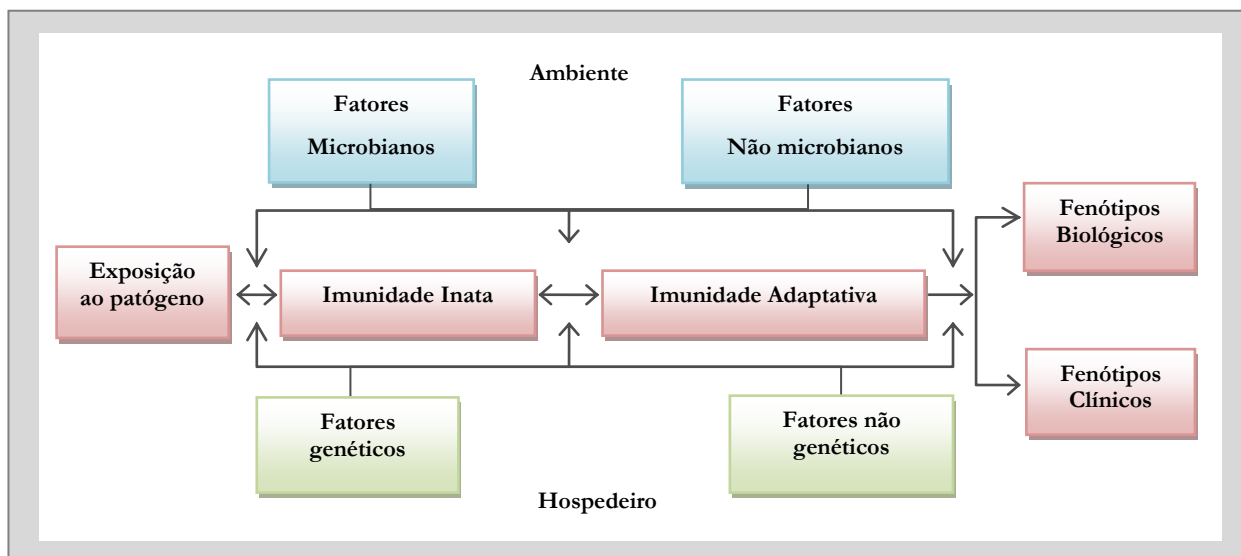 Ambiente
Fatores
Microbianos
Fatores
Não microbianos
Exposição
ao patógeno
Imunidade Inata
Imunidade Adaptativa
Fenótipos
Biológicos
Fenótipos
Clínicos
Fatores
genéticos
Fatores não
genéticos
Hospedeiro